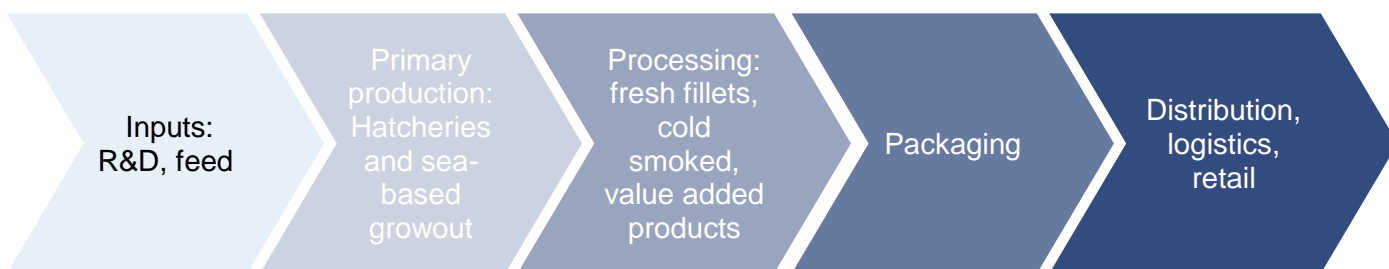 Inputs:
R&D, feed
Primary
production:
Hatcheries
and sea-
based
growout
Processing:
fresh fillets,
cold
smoked,
value added
products
Packaging
Distribution,
logistics,
retail